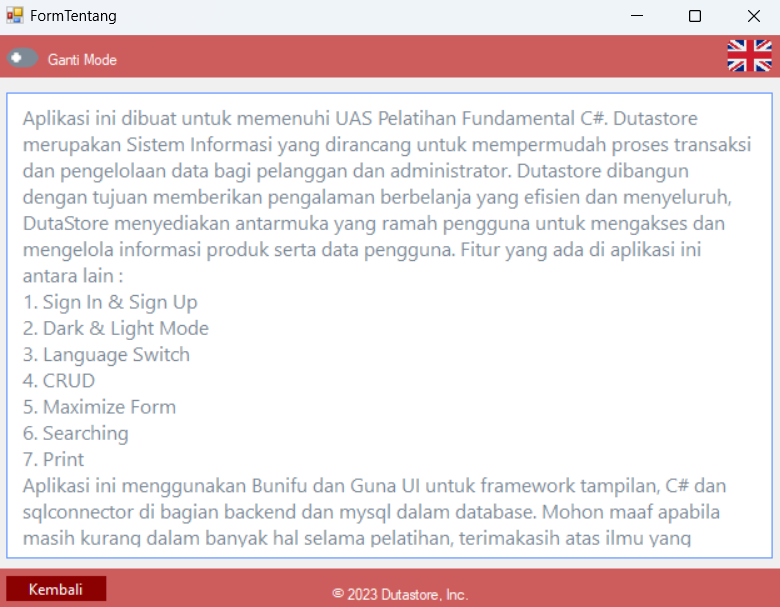 FormTentang
Ganti Mode
Aplikasi ini dibuat untuk memenuhi UAS Pelatihan Fundamental C#. Dutastore
merupakan Sistem Informasi yang dirancang untuk mempermudah proses transaksi
dan pengelolaan data bagi pelanggan dan administrator. Dutastore dibangun
dengan tujuan memberikan pengalaman berbelanja yang efisien dan menyeluruh,
DutaStore menyediakan antarmuka yang ramah pengguna untuk mengakses dan
mengelola informasi produk serta data pengguna. Fitur yang ada di aplikasi ini
antara lain :
1. Sign In & Sign Up
2. Dark & Light Mode
3. Language Switch
4. CRUD
5. Maximize Form
6. Searching
7. Print
Aplikasi ini menggunakan Bunifu dan Guna UI untuk framework tampilan, C# dan
sqlconnector di bagian backend dan mysql dalam database. Mohon maaf apabila
masih kurang dalam banyak hal selama pelatihan, terimakasih atas ilmu yang
Kembali
© 2023 Dutastore, Inc.